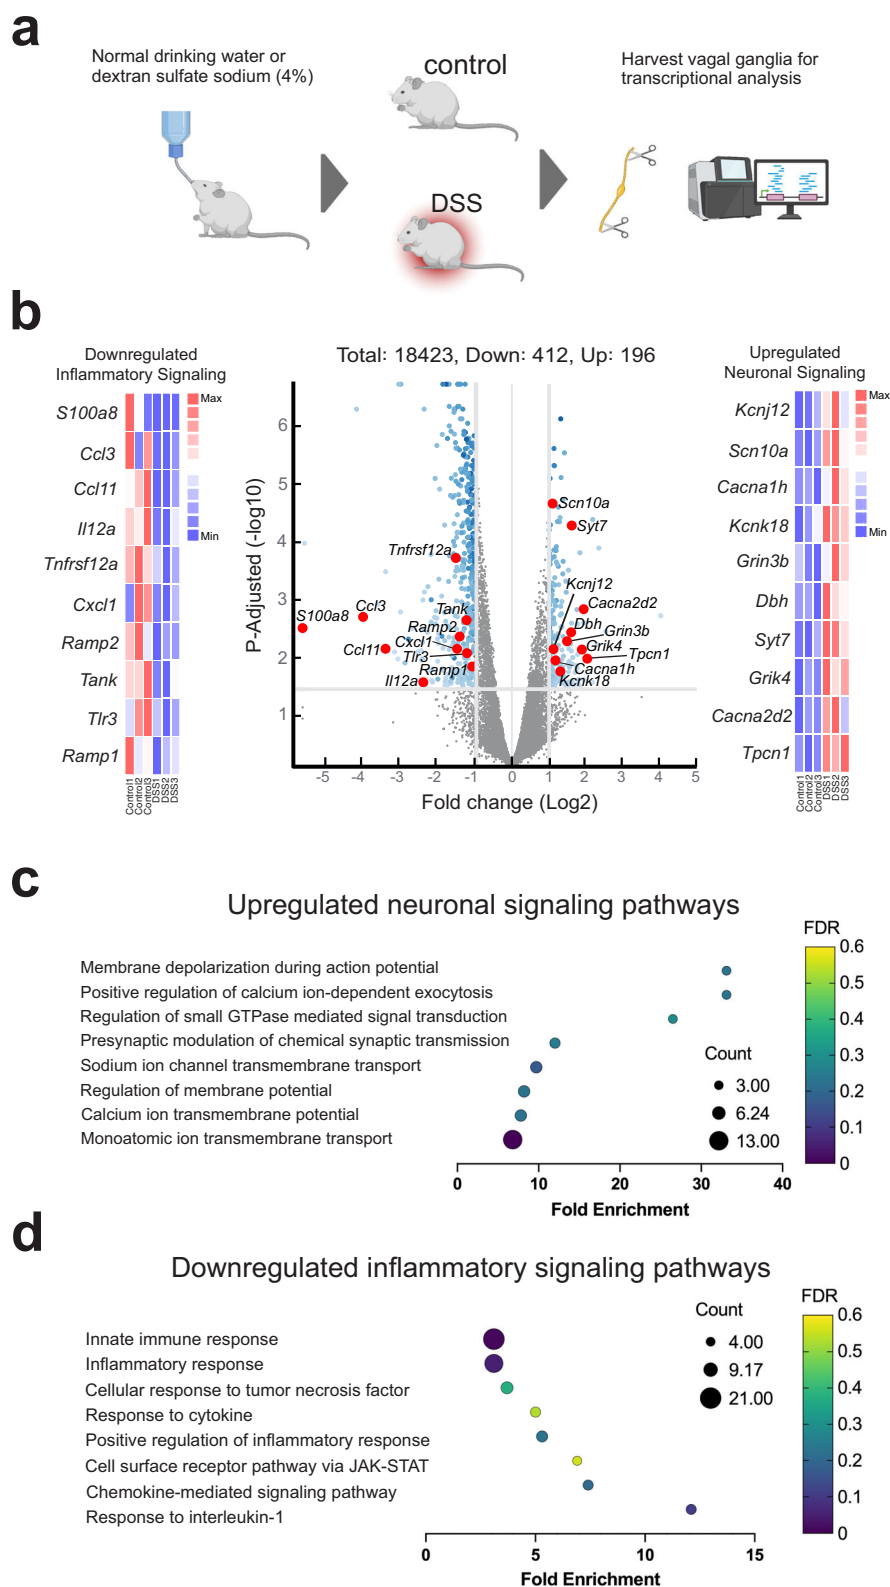 a
Normal drinking water or
dextran sulfate sodium (4%)
control
DSS
Harvest vagal ganglia for
transcriptional analysis
b
Downregulated
Inflammatory Signaling
S100a8
Ccl3
Ccl11
Il12a
Tnfrsf12a
Cxcl1
Ramp2
Tank
Tlr3
Ramp1
Control1
Control2
Control3
DSS1
DSS2
DSS3
Max
Min
Total: 18423, Down: 412, Up: 196
P-Adjusted (-log10)
6
5
4
3
2
1
Scn10a
Syt7
Tnfrsf12a
Kcnj12
Cacna2d2
S100a8
Ccl3
Tank
Ramp2
Dbh
Grin3b
Ccl11
Cxcl1
Grik4
Tlr3
Tpcn1
Ramp1
Cacna1h
Il12a
Kcnk18
-5
-4
-3
-2
-1
0
1
2
3
4
5
Fold change (Log2)
Upregulated
Neuronal Signaling
Kcnj12
Scn10a
Cacna1h
Kcnk18
Grin3b
Dbh
Syt7
Grik4
Cacna2d2
Tpcn1
Control1
Control2
Control3
DSS1
DSS2
DSS3
Max
Min
c
Upregulated neuronal signaling pathways
Membrane depolarization during action potential
Positive regulation of calcium ion-dependent exocytosis
Regulation of small GTPase mediated signal transduction
Presynaptic modulation of chemical synaptic transmission
Sodium ion channel transmembrane transport
Regulation of membrane potential
Calcium ion transmembrane potential
Monoatomic ion transmembrane transport
0
10
20
30
40
Fold Enrichment
Count
3.00
6.24
13.00
FDR
0.6
0.5
0.4
0.3
0.2
0.1
0
d
Downregulated inflammatory signaling pathways
Innate immune response
Inflammatory response
Cellular response to tumor necrosis factor
Response to cytokine
Positive regulation of inflammatory response
Cell surface receptor pathway via JAK-STAT
Chemokine-mediated signaling pathway
Response to interleukin-1
0
5
10
15
Fold Enrichment
Count
4.00
9.17
21.00
FDR
0.6
0.5
0.4
0.3
0.2
0.1
0